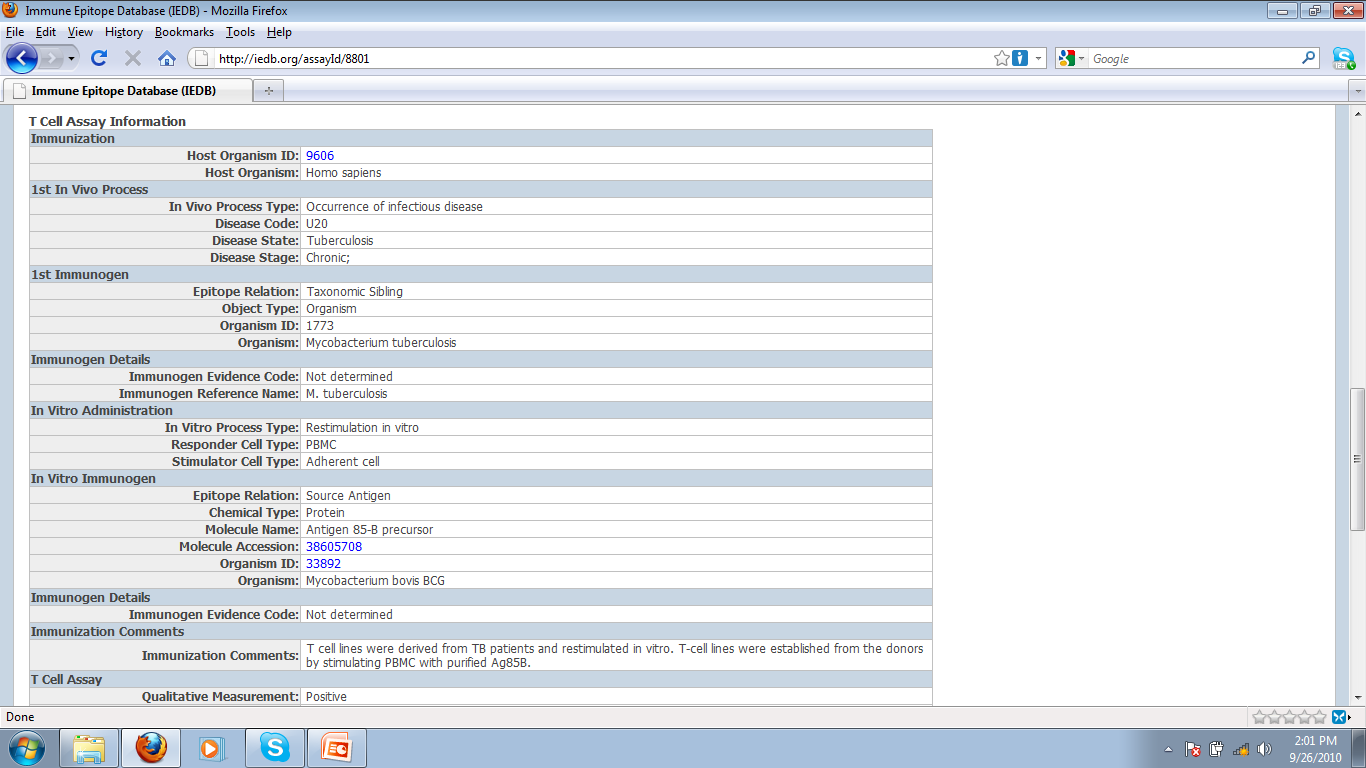 Immune Epitope Database (IEDB) - Mozilla Firefox
File Edit View History Bookmarks Tools Help
http://iedb.org/assayId/8801
Google
Immune Epitope Database (IEDB)
T Cell Assay Information
Immunization
Host Organism ID: 9606
Host Organism: Homo sapiens
1st In Vivo Process
In Vivo Process Type: Occurrence of infectious disease
Disease Code: U20
Disease State: Tuberculosis
Disease Stage: Chronic;
1st Immunogen
Epitope Relation: Taxonomic Sibling
Object Type: Organism
Organism ID: 1773
Organism: Mycobacterium tuberculosis
Immunogen Details
Immunogen Evidence Code: Not determined
Immunogen Reference Name: M. tuberculosis
In Vitro Administration
In Vitro Process Type: Restimulation in vitro
Responder Cell Type: PBMC
Stimulator Cell Type: Adherent cell
In Vitro Immunogen
Epitope Relation: Source Antigen
Chemical Type: Protein
Molecule Name: Antigen 85-B precursor
Molecule Accession: 38605708
Organism ID: 33892
Organism: Mycobacterium bovis BCG
Immunogen Details
Immunogen Evidence Code: Not determined
Immunization Comments
Immunization Comments: T cell lines were derived from TB patients and restimulated in vitro. T-cell lines were established from the donors
by stimulating PBMC with purified Ag85B.
T Cell Assay
Qualitative Measurement: Positive
Done
2:01 PM
9/26/2010